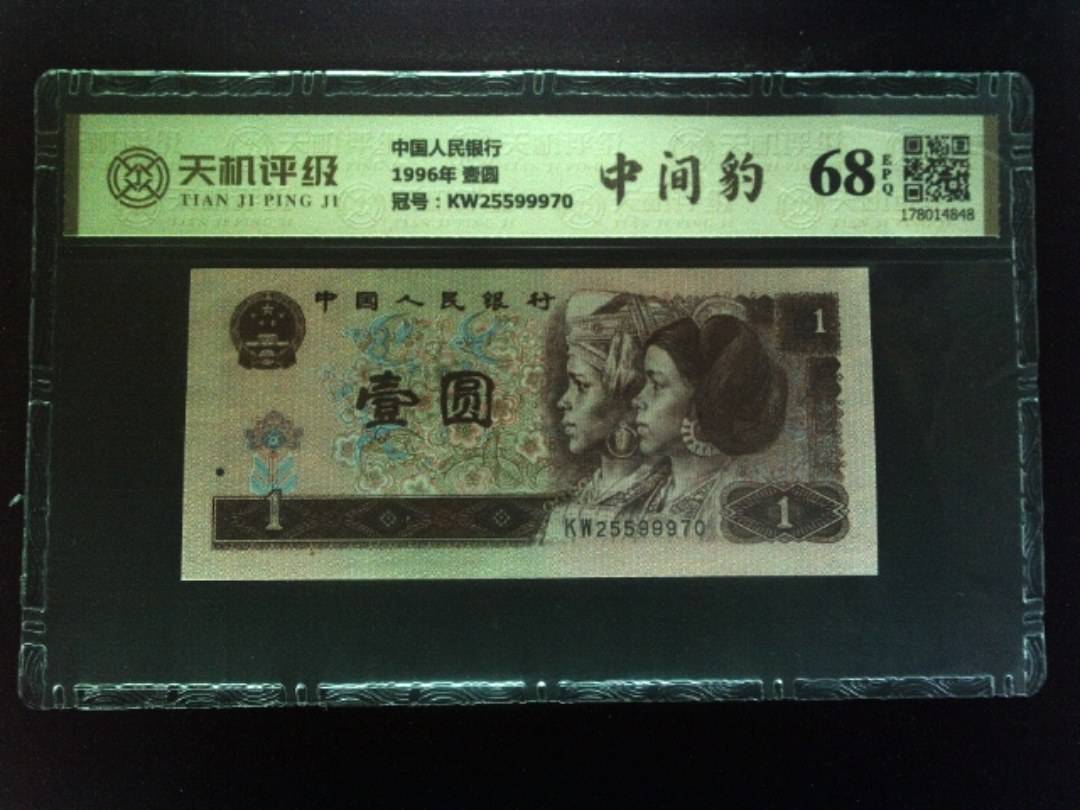 天机评级
TIAN JI PING JI
中国人民银行
1996年 壹圆
冠号：KW25599970
中间豹
68
EPQ
178014848
中国人民银行
1
壹圆
1
KW25599970
1